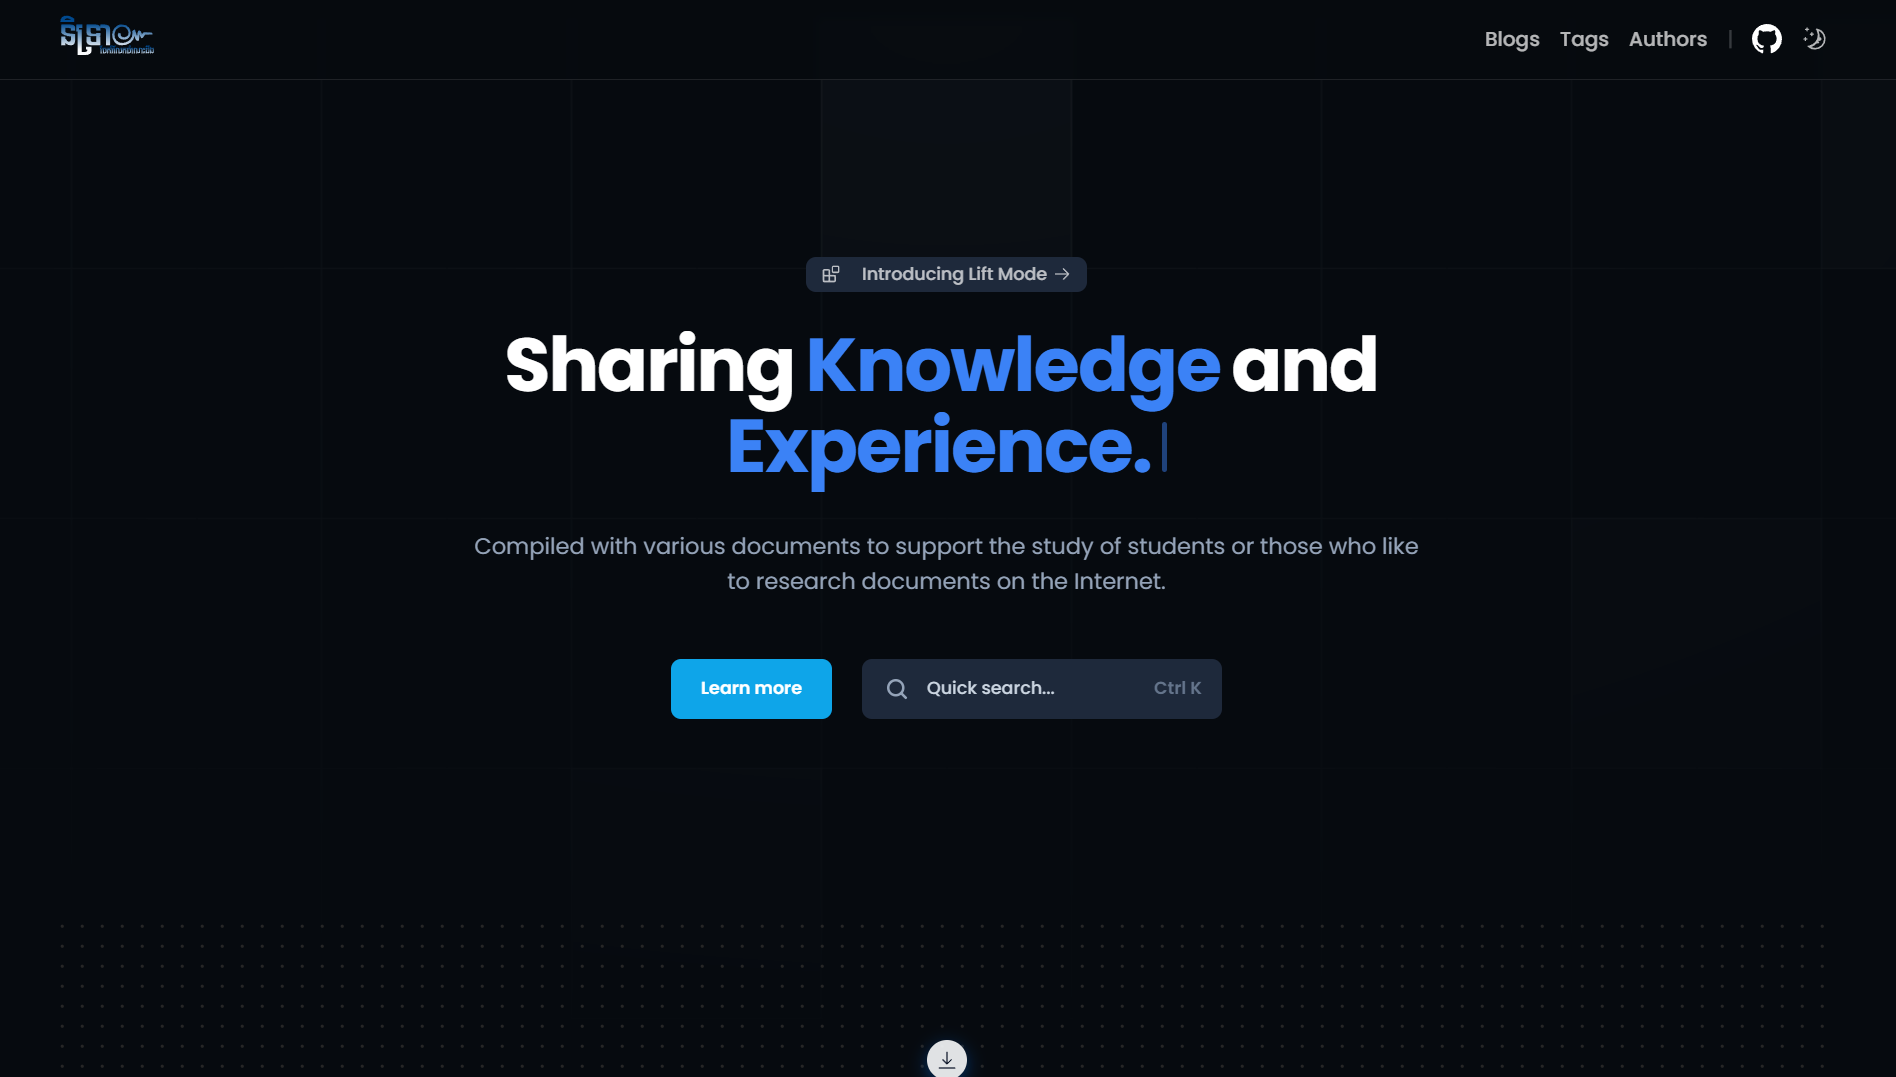 Blogs
Tags
Authors
Introducing Lift Mode
Sharing Knowledge and
Experience.
Compiled with various documents to support the study of students or those who like
to research documents on the Internet.
Learn more
Quick search...
Ctrl K